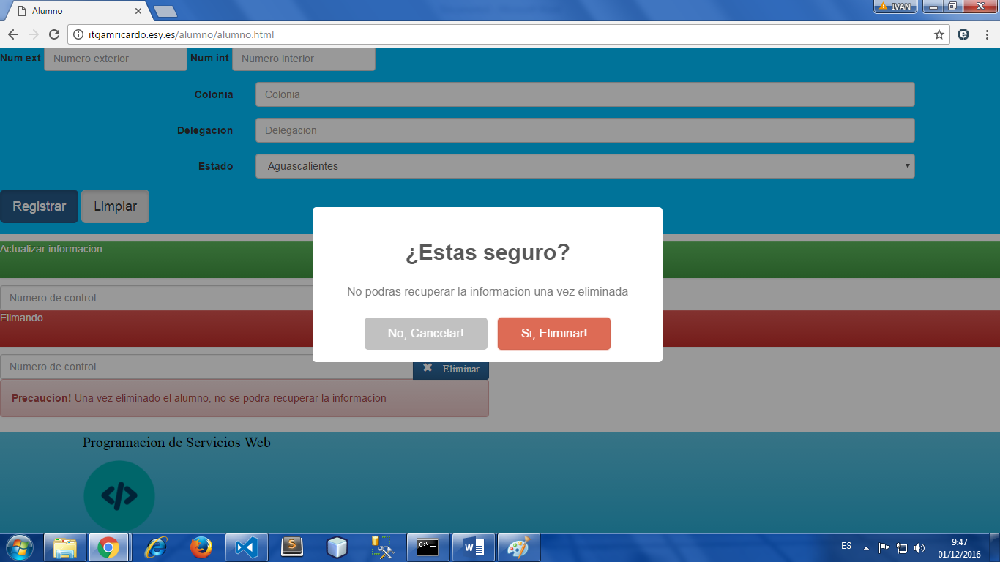 Alumno
IVAN
itgamricardo.esy.es/alumno/alumno.html
Num ext Numero exterior Num int Numero interior
Colonia Colonia
Delegacion Delegacion
Estado Aguascalientes
Registrar Limpiar
¿Estas seguro?
No podras recuperar la informacion una vez eliminada
No, Cancelar! Si, Eliminar!
Actualizar informacion
Numero de control
Elimando
Numero de control Eliminar
Precaucion! Una vez eliminado el alumno, no se podra recuperar la informacion
Programacion de Servicios Web
</>
ES 9:47
01/12/2016